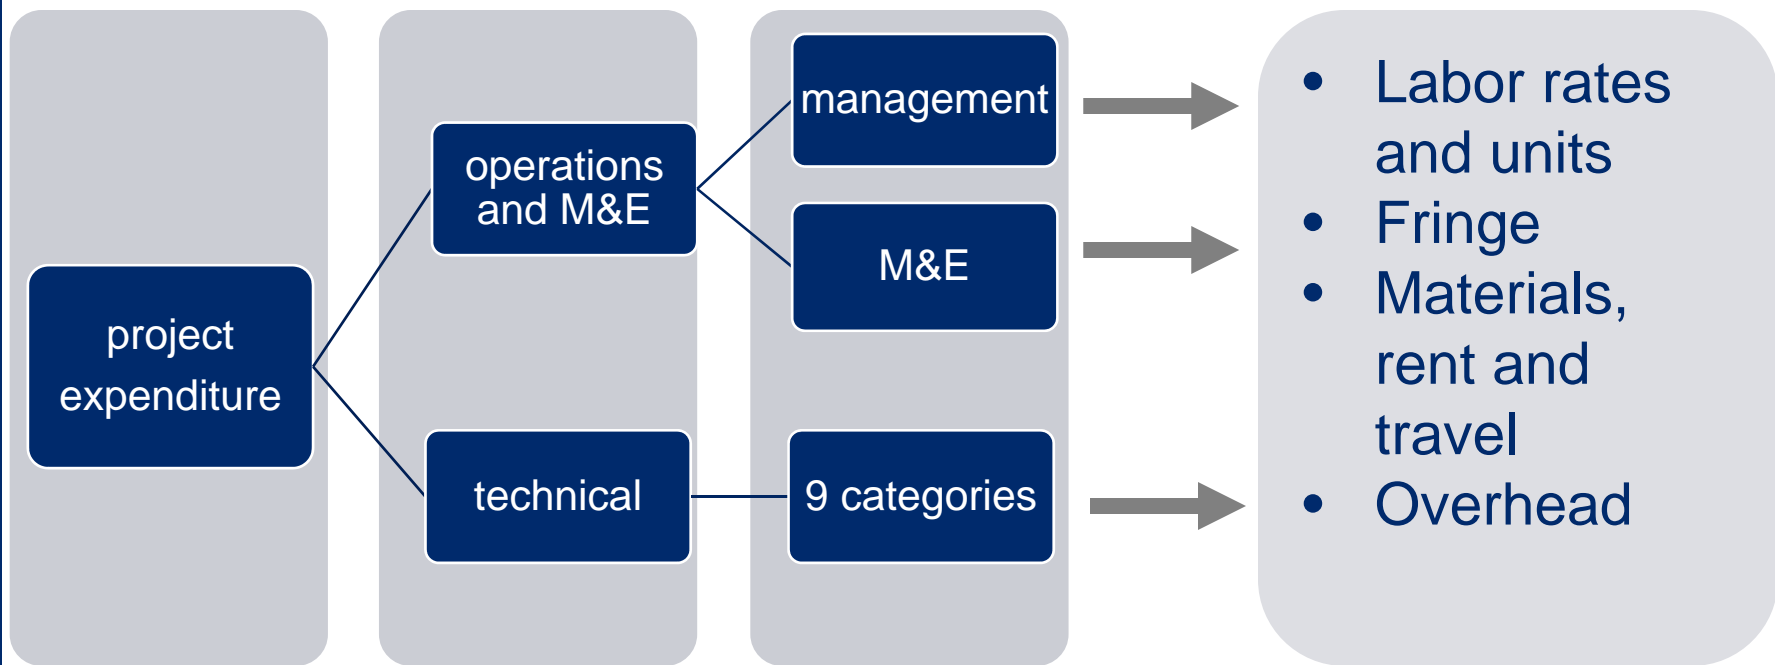 project
expenditure
operations
and M&E
technical
management
M&E
9 categories
• Labor rates
and units
• Fringe
• Materials,
rent and
travel
• Overhead